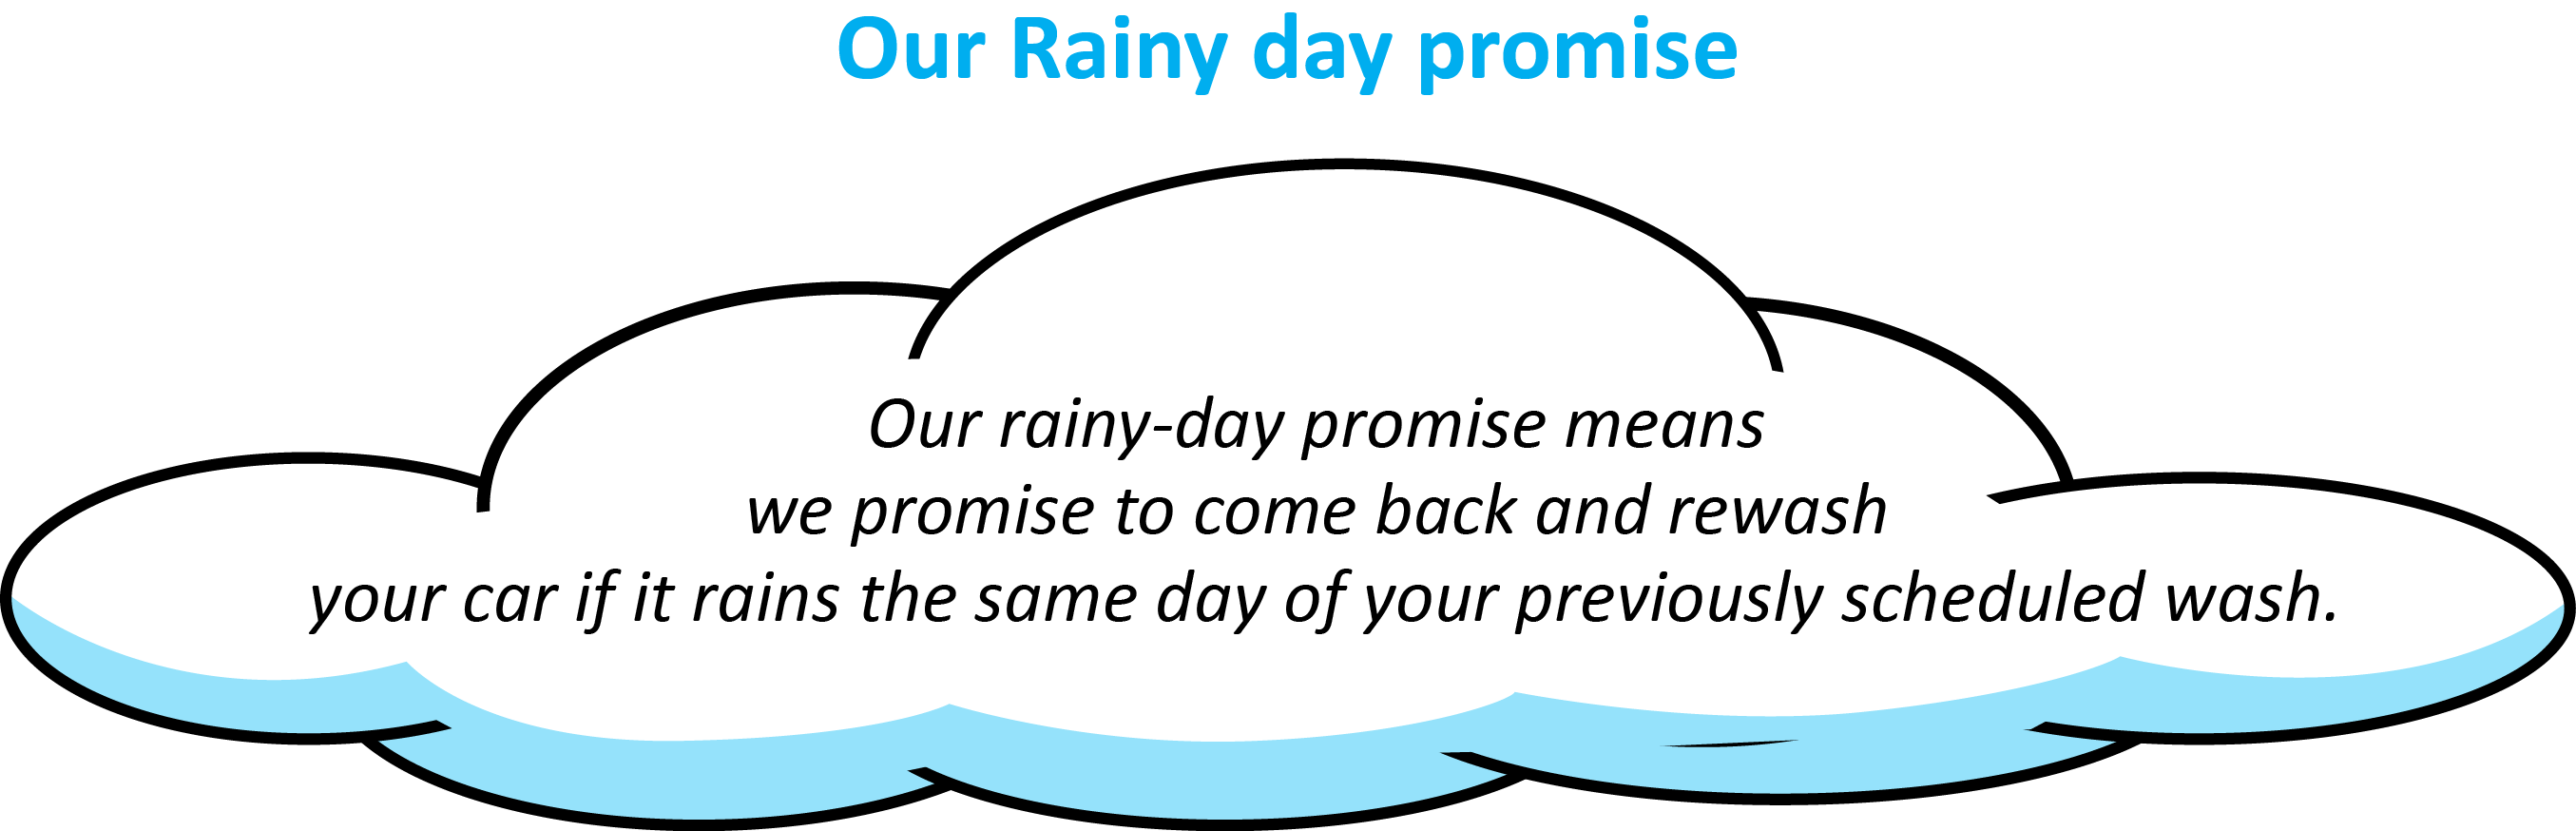 Our Rainy day promise
Our rainy-day promise means
we promise to come back and rewash
your car if it rains the same day of your previously scheduled wash.